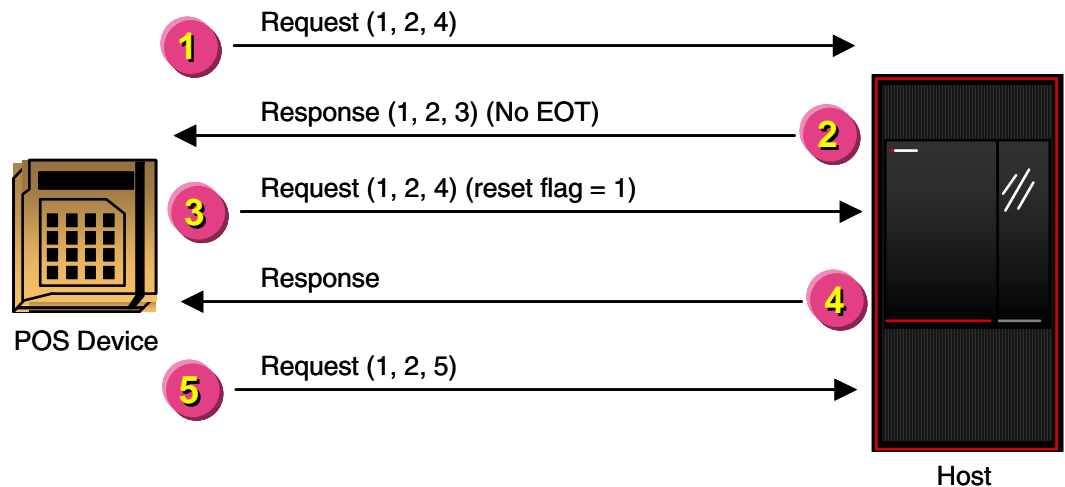 Request (1, 2, 4)
1
Response (1, 2, 3) (No EOT)
2
Request (1, 2, 4) (reset flag = 1)
3
Response
4
POS Device
Request (1, 2, 5)
5
Host